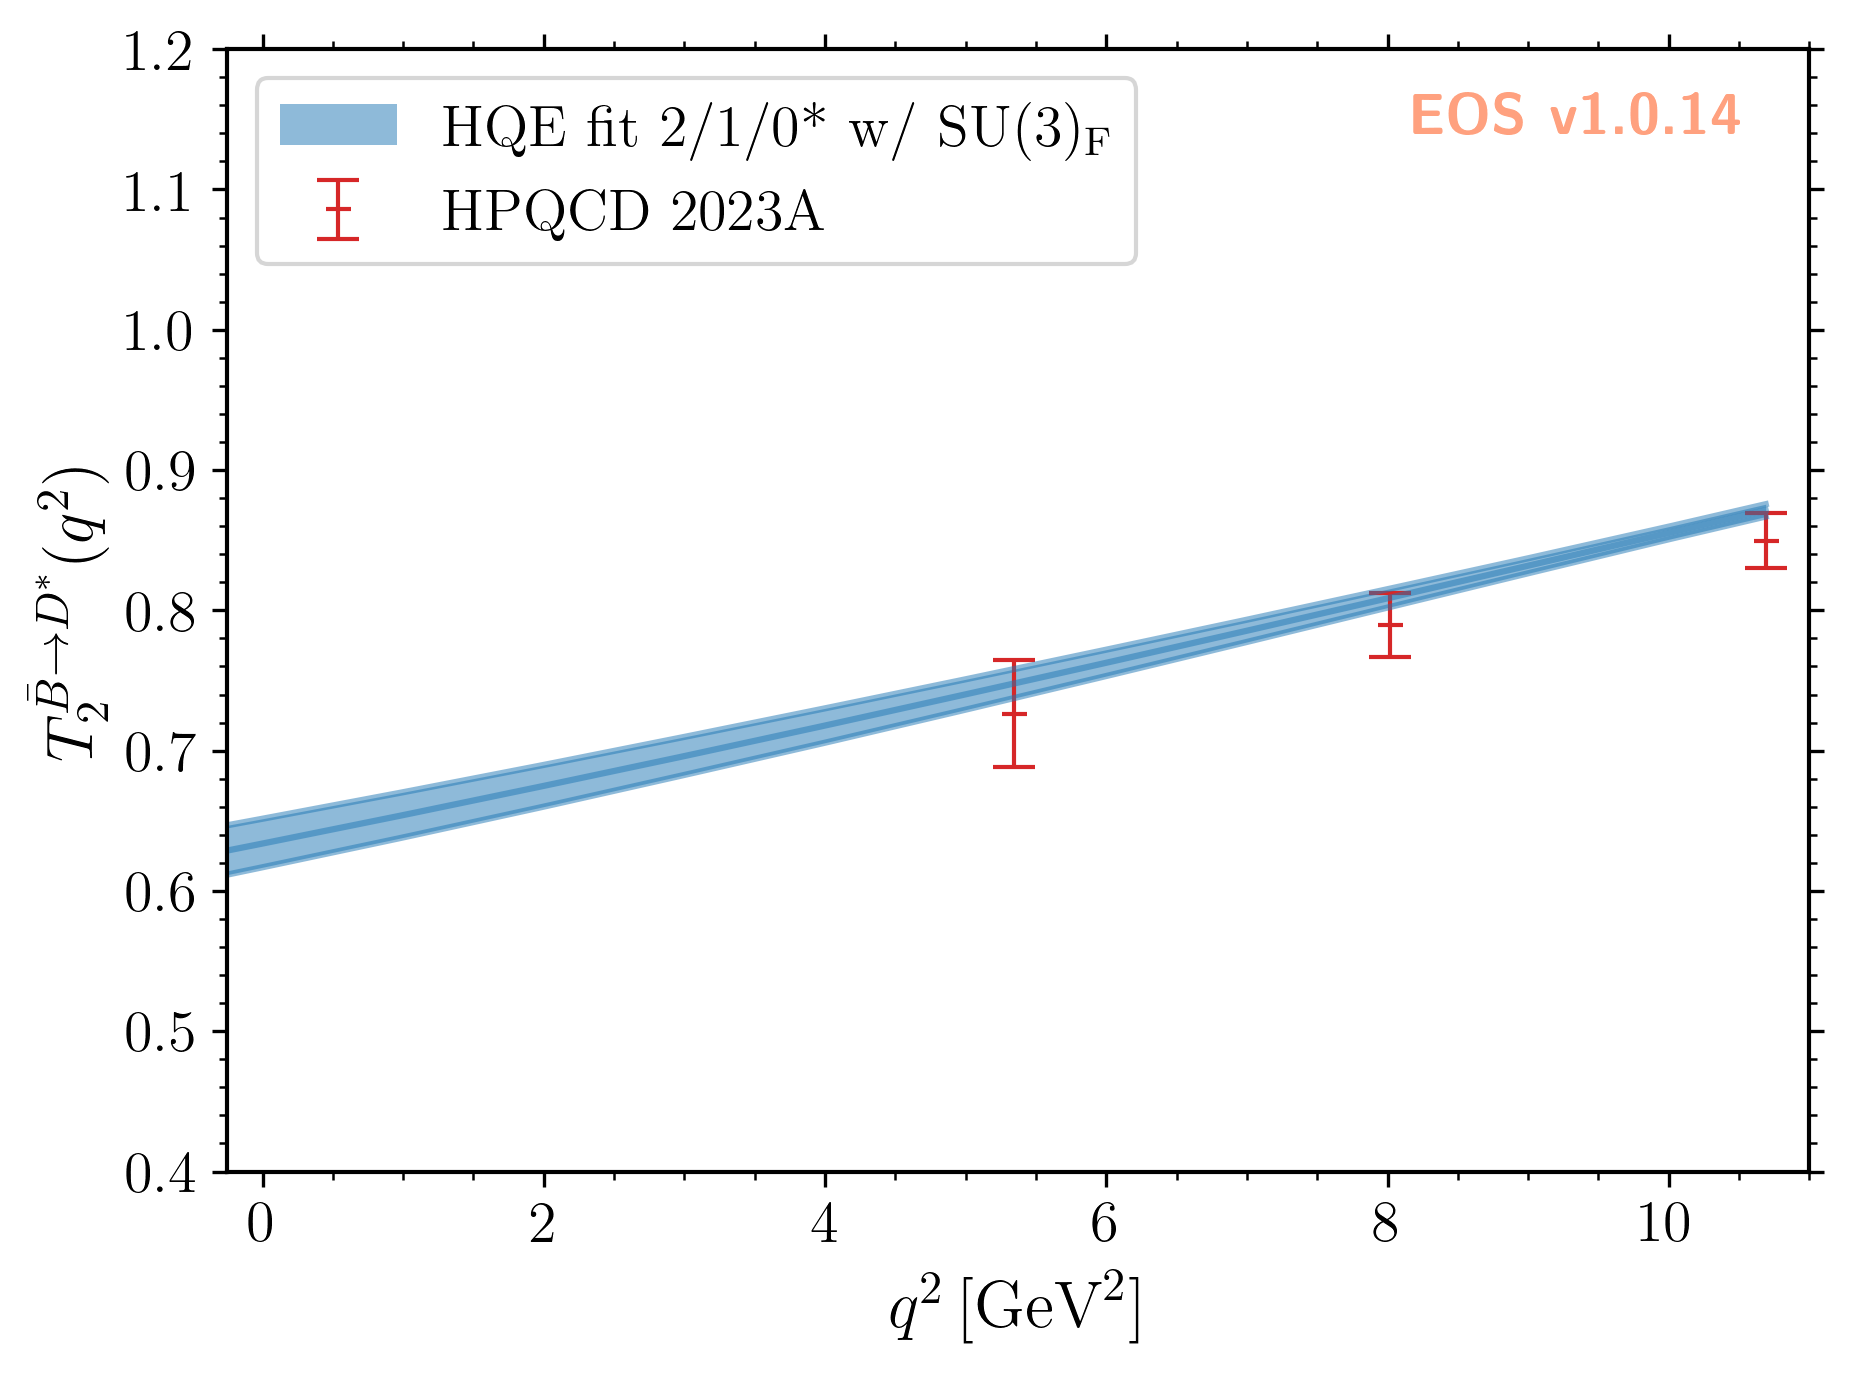 1.2
1.1
1.0
0.9
0.8
0.7
0.6
0.5
0.4
HQE fit 2/1/0* w/ SU(3)_F
HPQCD 2023A
EOS v1.0.14
T_2^{B̄→D*}(q²)
0 2 4 6 8 10
q² [GeV²]